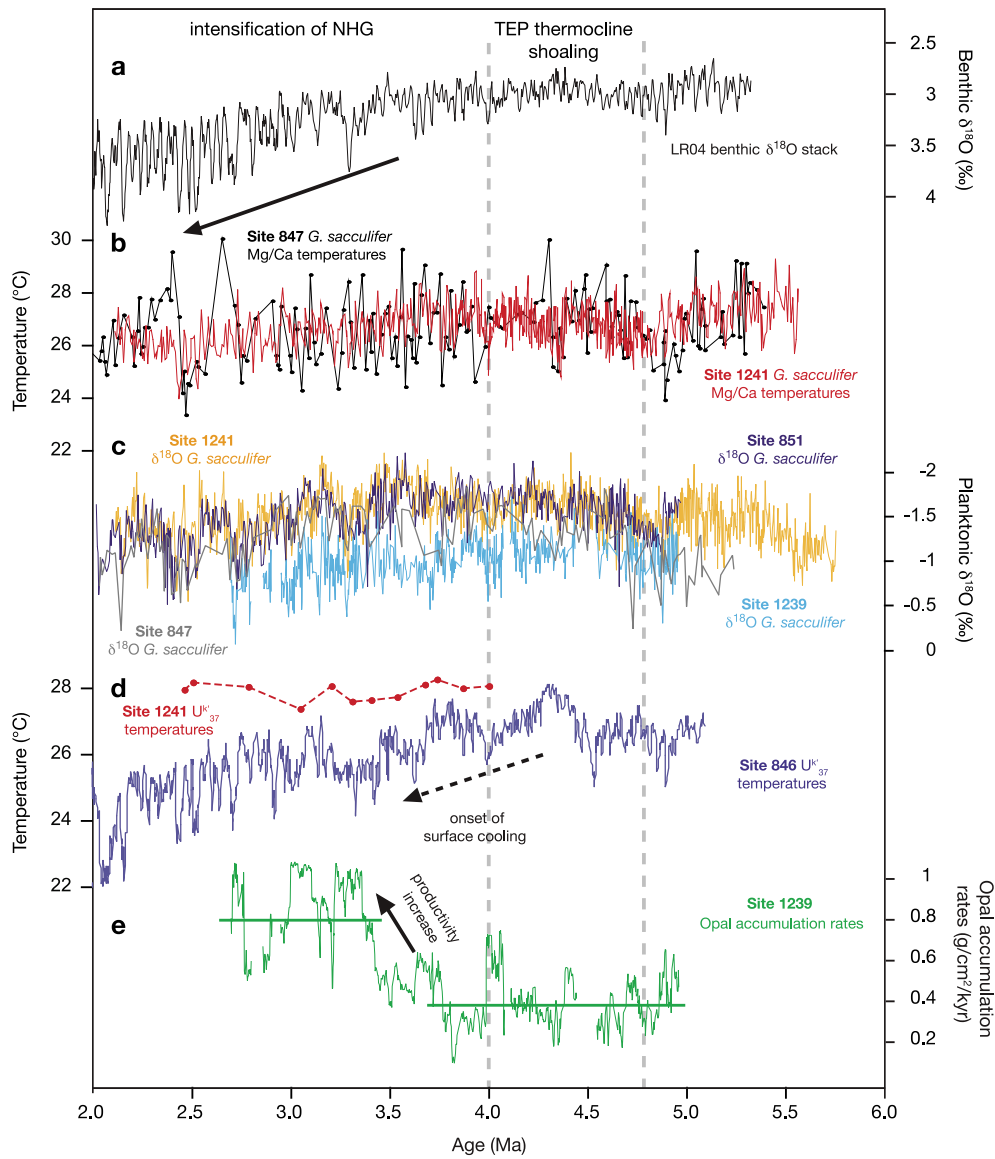 intensification of NHG
TEP thermocline
shoaling
a
2.5
3
3.5
4
Benthic δ18O (‰)
LR04 benthic δ18O stack
b
30
28
26
24
22
Temperature (°C)
Site 847 G. sacculifer
Mg/Ca temperatures
Site 1241 G. sacculifer
Mg/Ca temperatures
c
Site 1241
δ18O G. sacculifer
Site 851
δ18O G. sacculifer
-2
-1.5
-1
-0.5
0
Planktonic δ18O (‰)
Site 847
δ18O G. sacculifer
Site 1239
δ18O G. sacculifer
d
28
26
24
22
Temperature (°C)
Site 1241 Uk'37
temperatures
Site 846 Uk'37
temperatures
onset of
surface cooling
e
productivity
increase
Site 1239
Opal accumulation rates
1
0.8
0.6
0.4
0.2
Opal accumulation
rates (g/cm2/kyr)
2.0 2.5 3.0 3.5 4.0 4.5 5.0 5.5 6.0
Age (Ma)